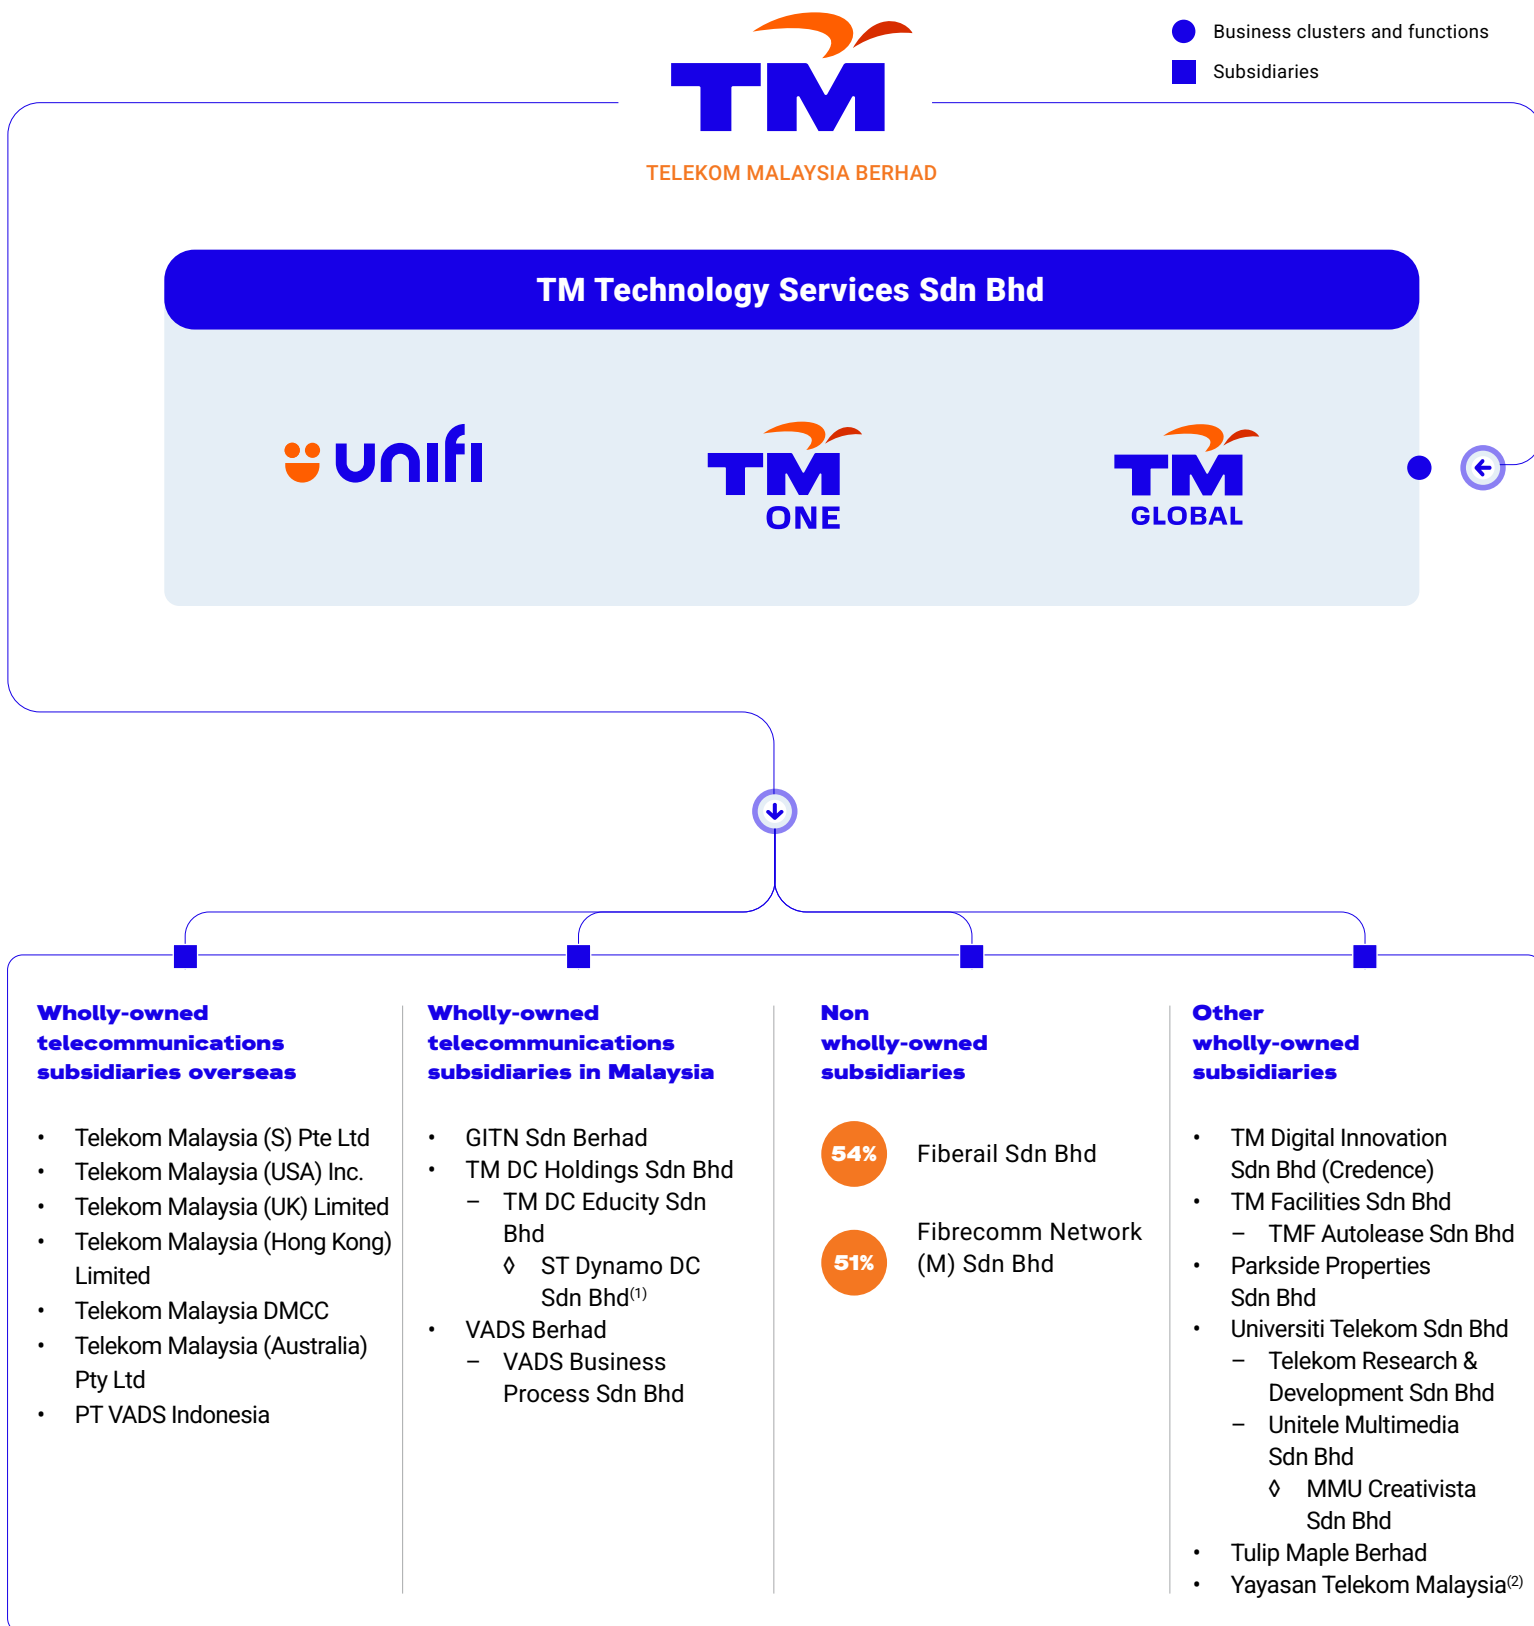 TM
Business clusters and functions
Subsidiaries
TELEKOM MALAYSIA BERHAD
TM Technology Services Sdn Bhd
unifi
TM
ONE
TM
GLOBAL
Wholly-owned
telecommunications
subsidiaries overseas
• Telekom Malaysia (S) Pte Ltd
• Telekom Malaysia (USA) Inc.
• Telekom Malaysia (UK) Limited
• Telekom Malaysia (Hong Kong)
Limited
• Telekom Malaysia DMCC
• Telekom Malaysia (Australia)
Pty Ltd
• PT VADS Indonesia
Wholly-owned
telecommunications
subsidiaries in Malaysia
• GITN Sdn Berhad
• TM DC Holdings Sdn Bhd
– TM DC Educity Sdn
Bhd
◊ ST Dynamo DC
Sdn Bhd(1)
• VADS Berhad
– VADS Business
Process Sdn Bhd
Non
wholly-owned
subsidiaries
54% Fiberail Sdn Bhd
51% Fibrecomm Network
(M) Sdn Bhd
Other
wholly-owned
subsidiaries
• TM Digital Innovation
Sdn Bhd (Credence)
• TM Facilities Sdn Bhd
– TMF Autolease Sdn Bhd
• Parkside Properties
Sdn Bhd
• Universiti Telekom Sdn Bhd
– Telekom Research &
Development Sdn Bhd
– Unitele Multimedia
Sdn Bhd
◊ MMU Creativista
Sdn Bhd
• Tulip Maple Berhad
• Yayasan Telekom Malaysia(2)